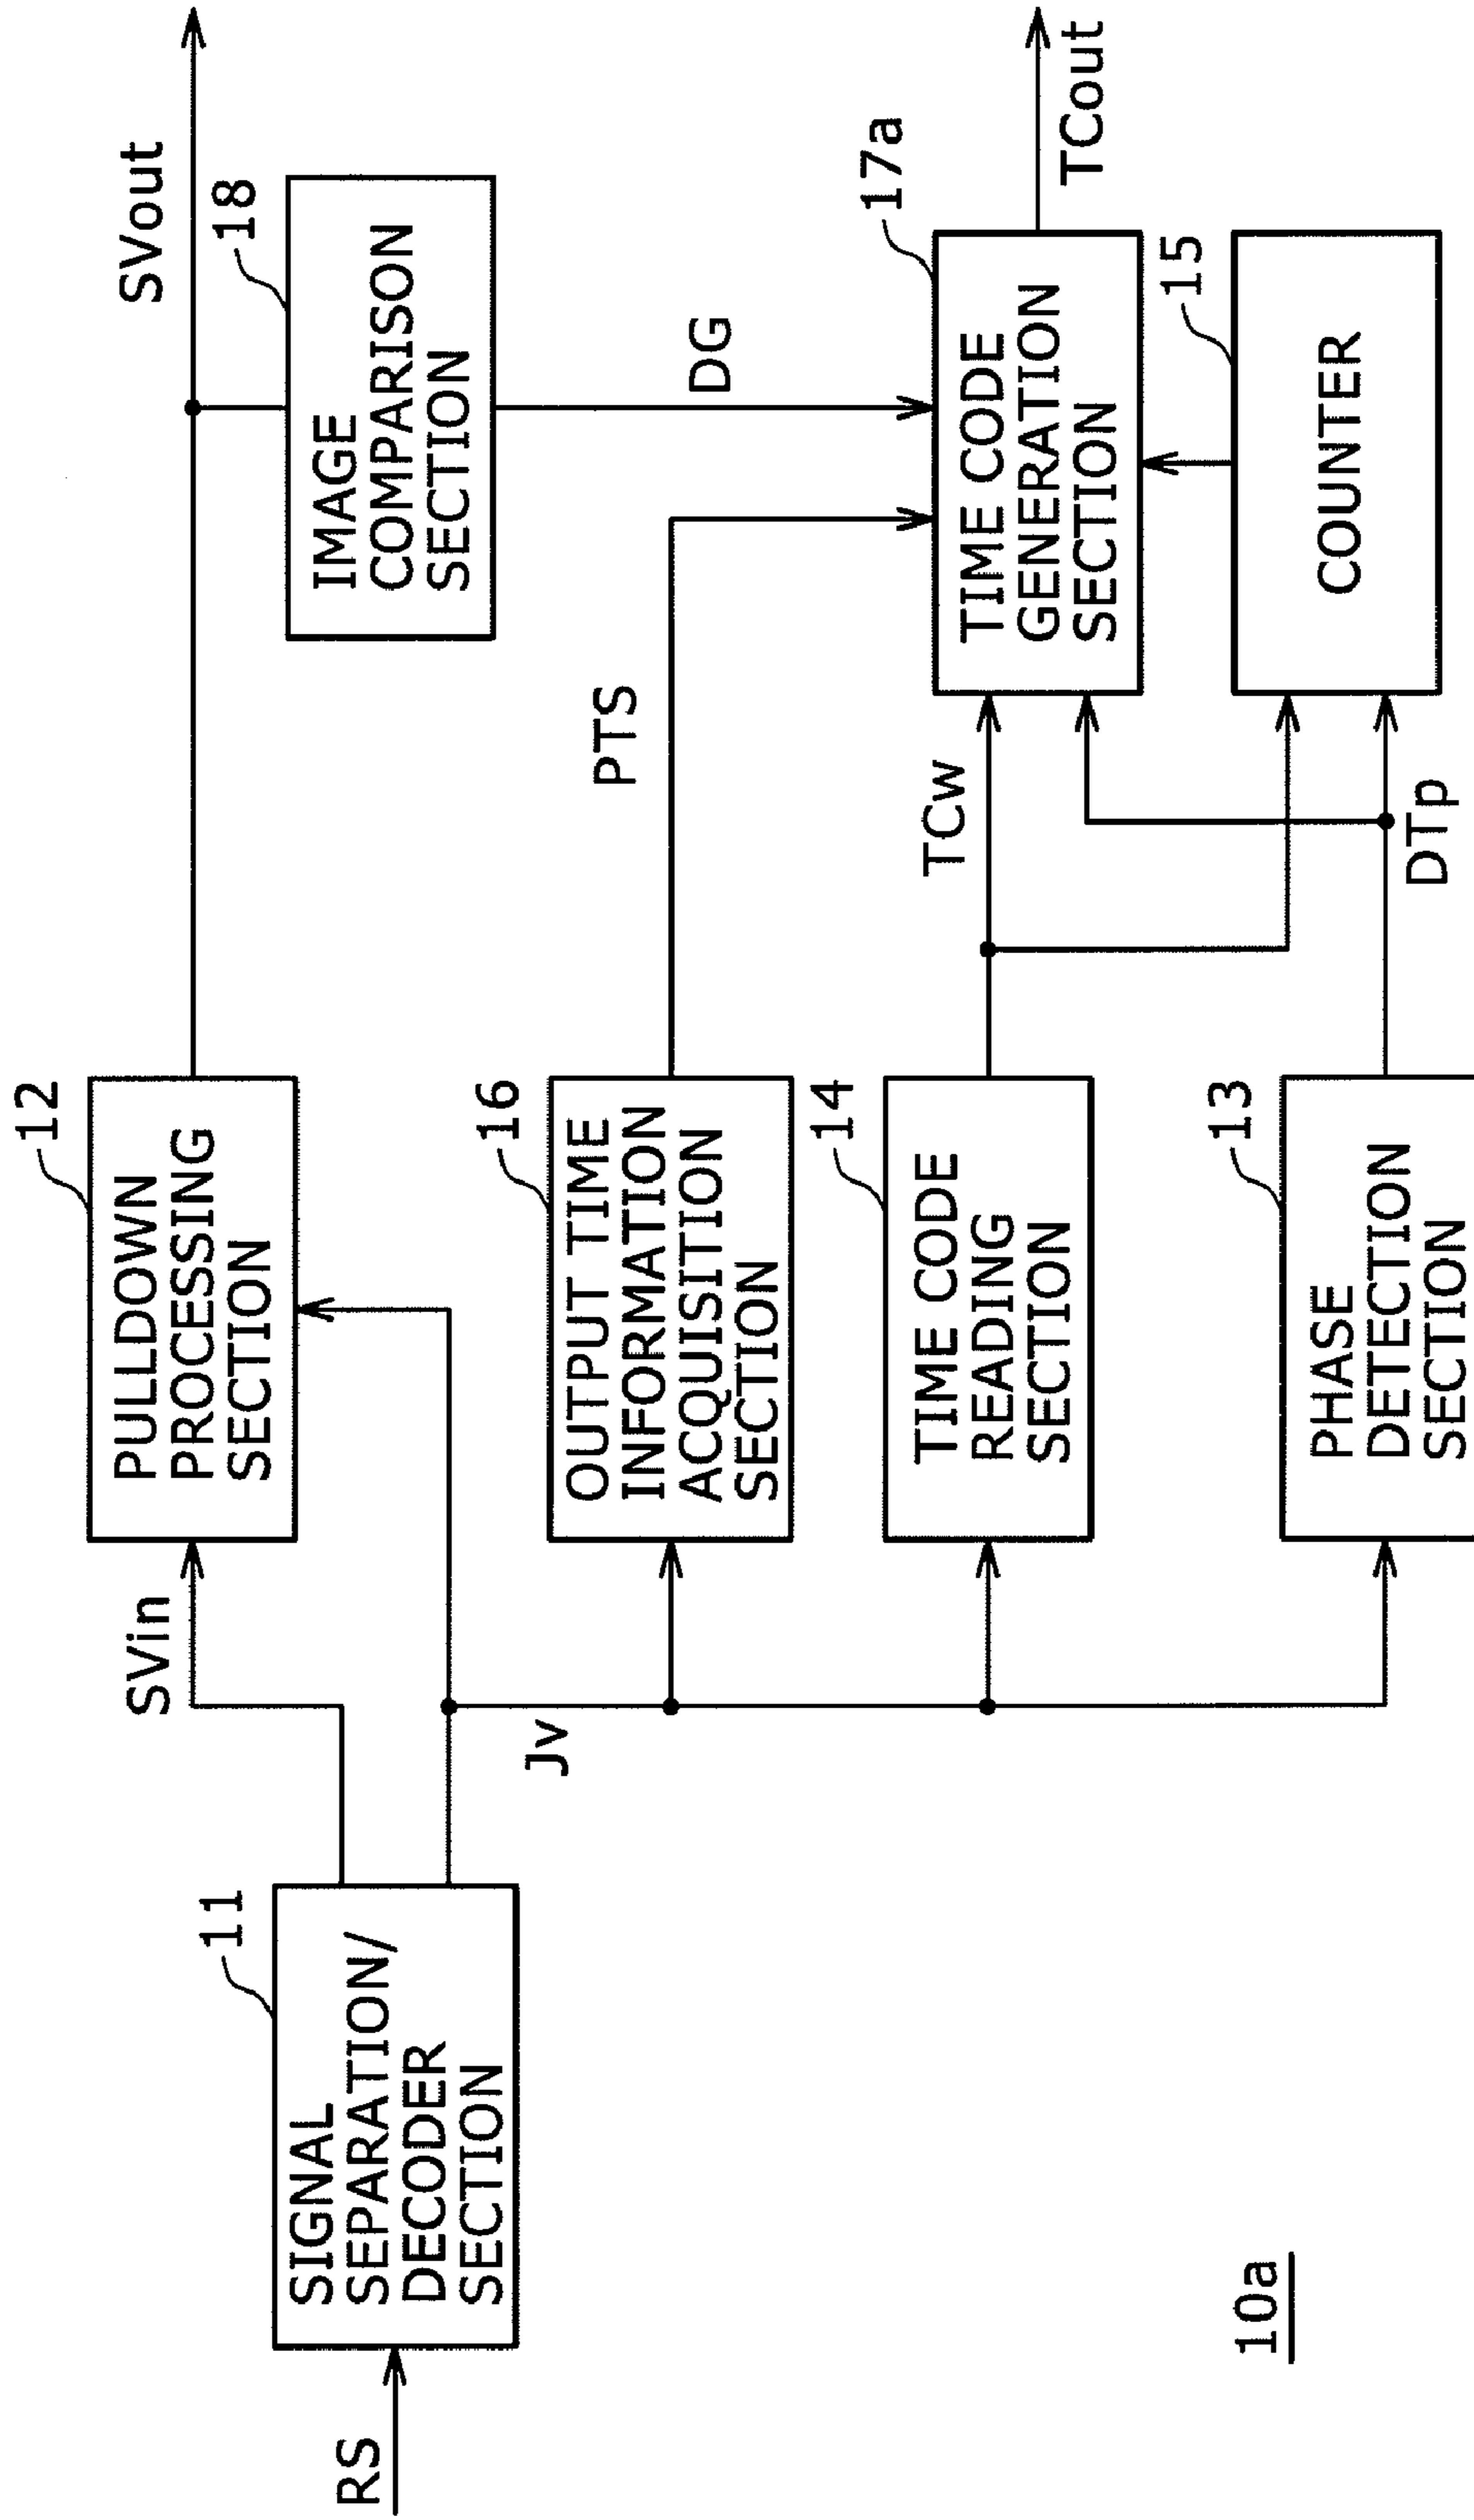 RS
11
SIGNAL
SEPARATION/
DECODER
SECTION
SVin
Jv
12
PULLDOWN
PROCESSING
SECTION
16
OUTPUT TIME
INFORMATION
ACQUISITION
SECTION
14
TIME CODE
READING
SECTION
13
PHASE
DETECTION
SECTION
SVout
18
IMAGE
COMPARISON
SECTION
PTS
DG
TCw
DTp
17a
TIME CODE
GENERATION
SECTION
15
COUNTER
TCout
10a